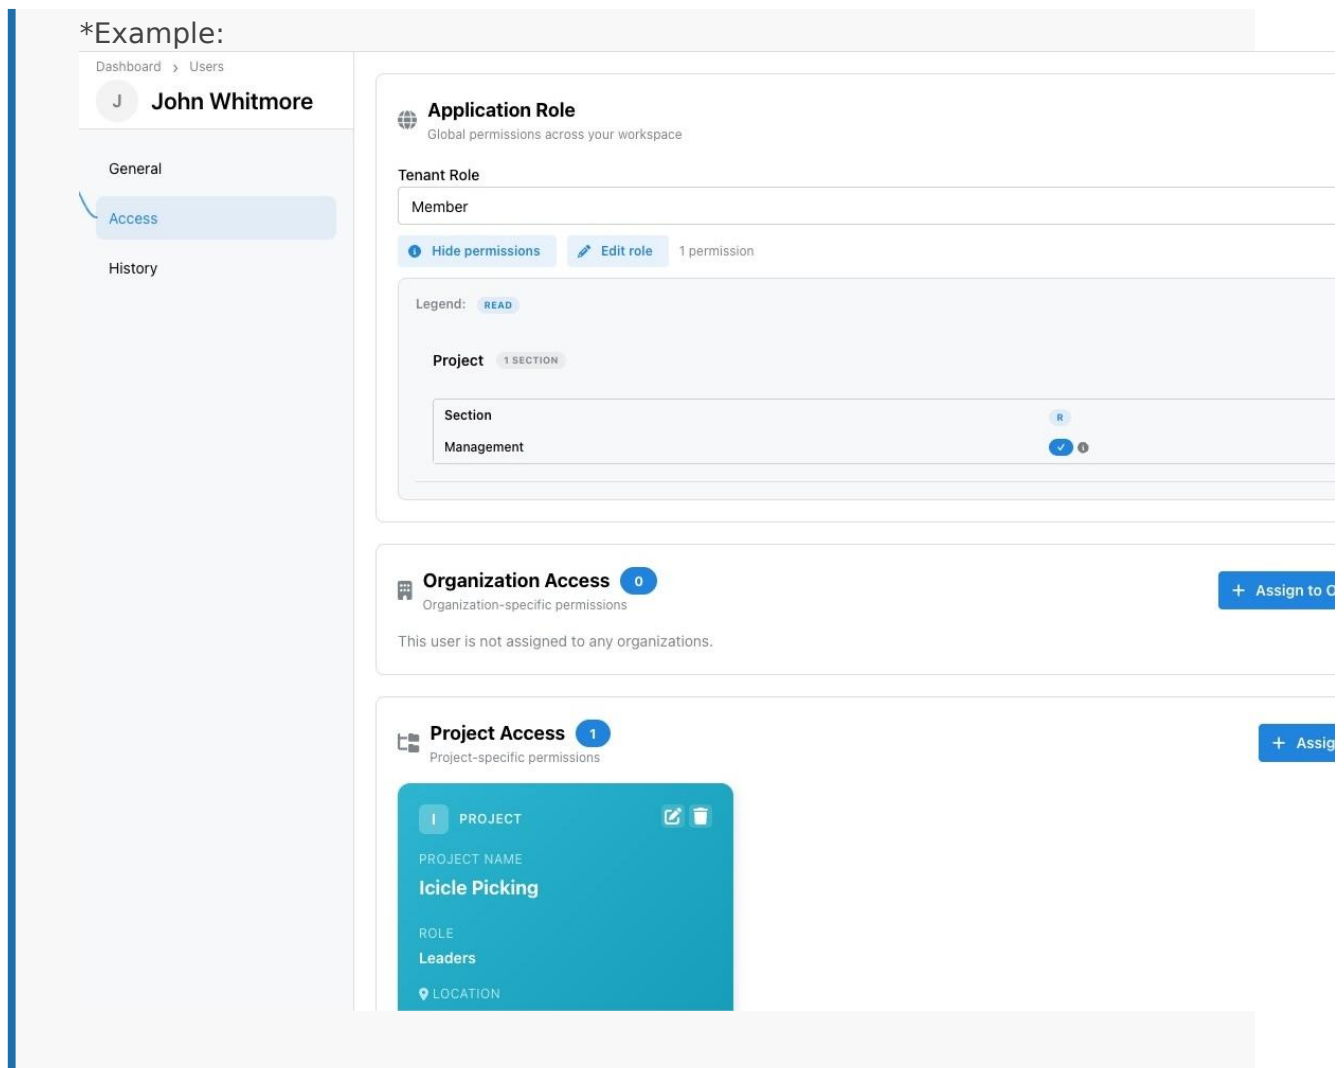 *Example:
Dashboard > Users
J John Whitmore
General
Access
History
Application Role
Global permissions across your workspace
Tenant Role
Member
Hide permissions Edit role 1 permission
Legend: READ
Project 1 SECTION
Section R
Management
Organization Access 0
Organization-specific permissions
+ Assign to O
This user is not assigned to any organizations.
Project Access 1
Project-specific permissions
+ Assig
I PROJECT
PROJECT NAME
Icicle Picking
ROLE
Leaders
LOCATION